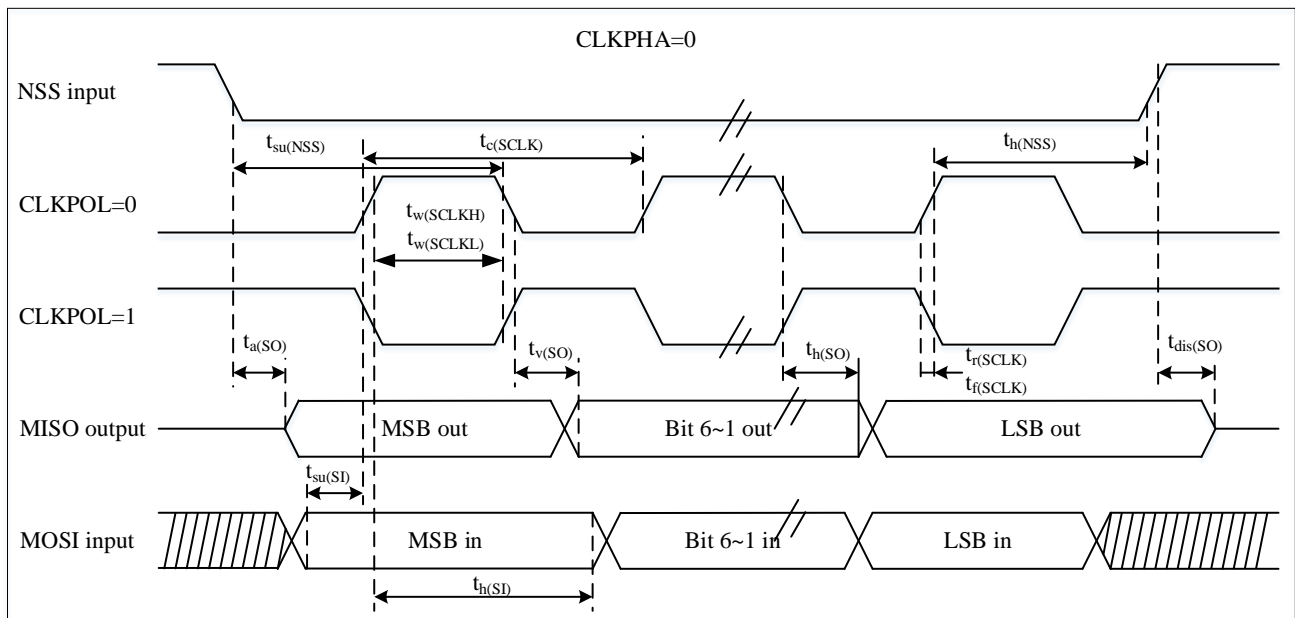 CLKPHA=0
NSS input
tsu(NSS)
tc(SCLK)
th(NSS)
CLKPOL=0
tw(SCLKH)
tw(SCLKL)
CLKPOL=1
ta(SO)
tv(SO)
th(SO)
tr(SCLK)
tf(SCLK)
tdis(SO)
MISO output
MSB out
Bit 6~1 out
LSB out
tsu(SI)
MOSI input
MSB in
Bit 6~1 in
LSB in
th(SI)